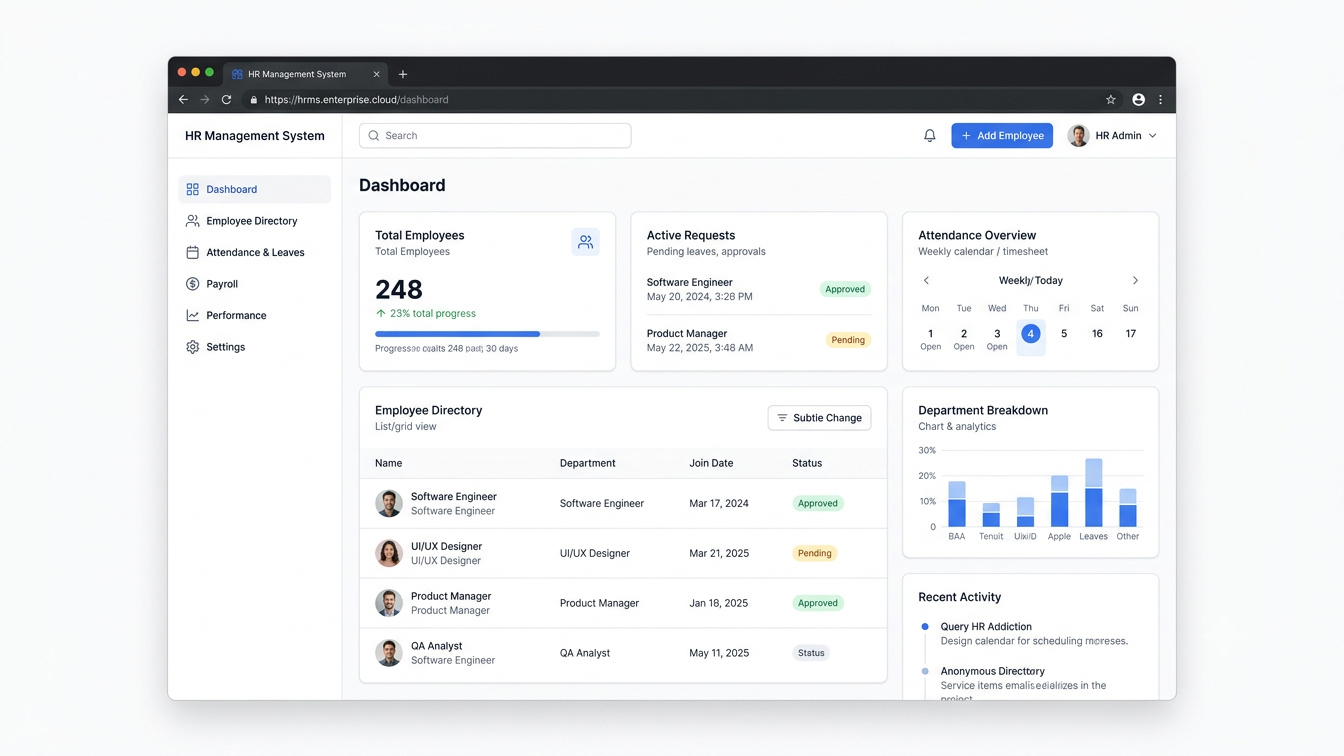 HR Management System
https://hrms.enterprise.cloud/dashboard
HR Management System
Search
+ Add Employee
HR Admin
Dashboard
Employee Directory
Attendance & Leaves
Payroll
Performance
Settings
Dashboard
Total Employees
Total Employees
248
23% total progress
248 30 days
Active Requests
Pending leaves, approvals
Software Engineer
May 20, 2024, 3:28 PM
Approved
Product Manager
May 22, 2025, 3:48 AM
Pending
Attendance Overview
Weekly calendar / timesheet
Weekly/Today
Mon Tue Wed Thu Fri Sat Sun
1 2 3 4 5 16 17
Open Open Open
Employee Directory
List/grid view
Subtie Change
Name Department Join Date Status
Software Engineer
Software Engineer
Software Engineer Mar 17, 2024 Approved
UI/UX Designer
UI/UX Designer
UI/UX Designer Mar 21, 2025 Pending
Product Manager
Product Manager
Product Manager Jan 18, 2025 Approved
QA Analyst
Software Engineer
QA Analyst May 11, 2025 Status
Department Breakdown
Chart & analytics
30%
20%
10%
0
BAA Tenuit Apple Leaves Other
Recent Activity
Query HR Addiction
Design calendar for scheduling
Anonymous
Service items in the
project